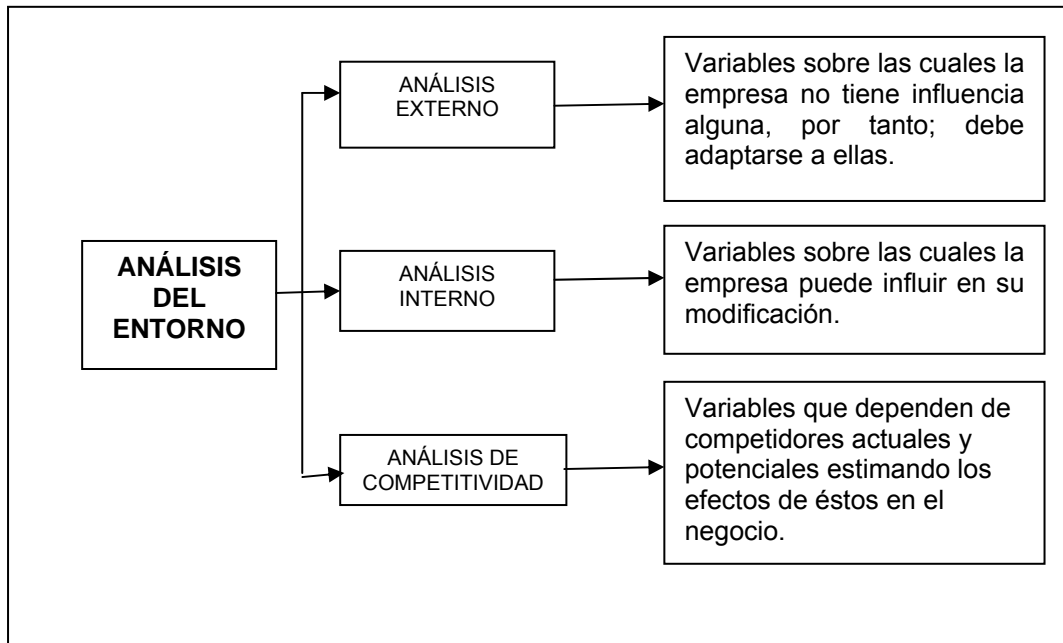 ANÁLISIS
EXTERNO
Variables sobre las cuales la
empresa no tiene influencia
alguna, por tanto; debe
adaptarse a ellas.
ANÁLISIS
DEL
ENTORNO
ANÁLISIS
INTERNO
Variables sobre las cuales la
empresa puede influir en su
modificación.
ANÁLISIS DE
COMPETITIVIDAD
Variables que dependen de
competidores actuales y
potenciales estimando los
efectos de éstos en el
negocio.